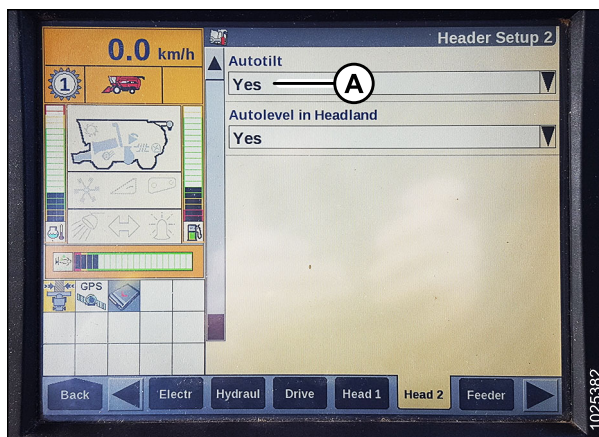 Header Setup 2
0.0 km/h
1
Autotilt
Yes
A
Autolevel in Headland
Yes
GPS
Back
Electr
Hydraul
Drive
Head 1
Head 2
Feeder
1025382